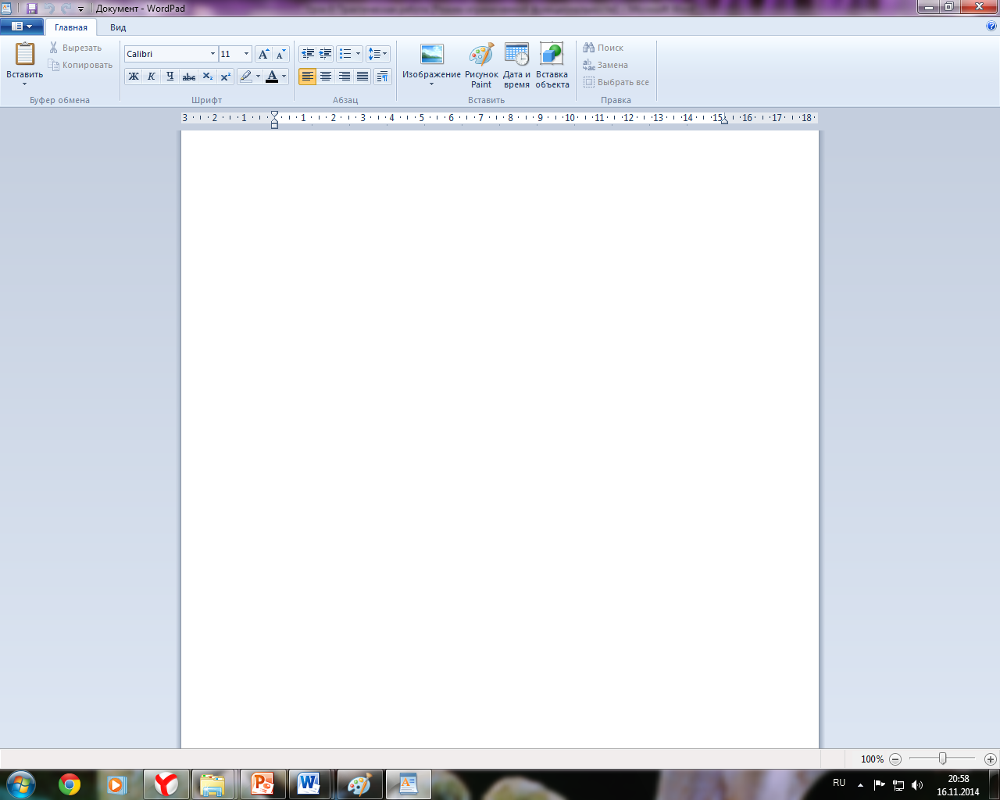 Документ - WordPad
Главная Вид
Вставить
Вырезать
Копировать
Буфер обмена
Calibri 11
Ж К Ч abc X₂ X² A
Шрифт
Абзац
Изображение
Рисунок Paint
Дата и время
Вставка объекта
Вставить
Поиск
Замена
Выбрать все
Правка
3 2 1 1 2 3 4 5 6 7 8 9 10 11 12 13 14 15 16 17 18
100%
RU
20:58
16.11.2014